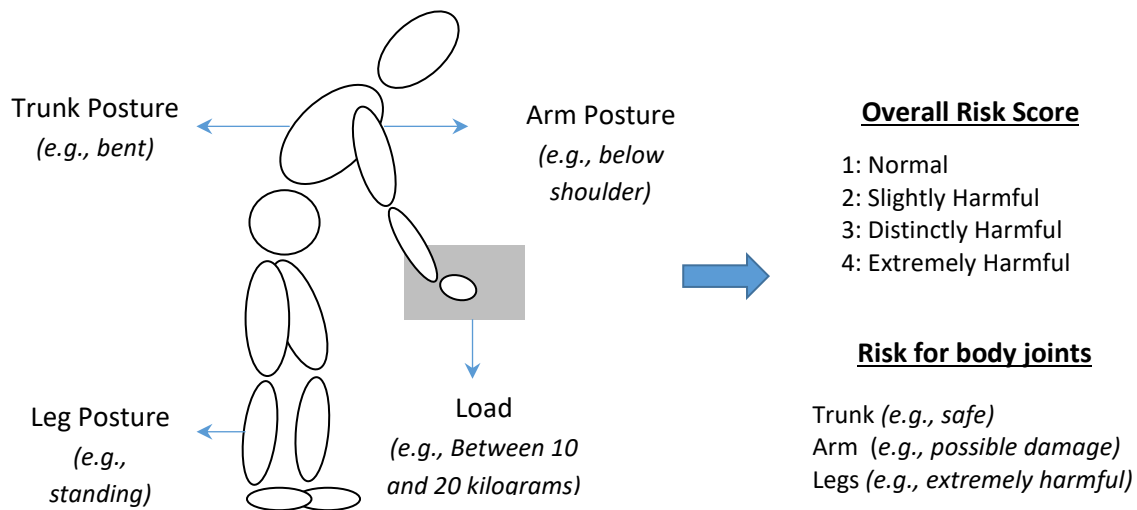 Trunk Posture
(e.g., bent)
Arm Posture
(e.g., below
shoulder)
Leg Posture
(e.g.,
standing)
Load
(e.g., Between 10
and 20 kilograms)
Overall Risk Score
1: Normal
2: Slightly Harmful
3: Distinctly Harmful
4: Extremely Harmful
Risk for body joints
Trunk (e.g., safe)
Arm (e.g., possible damage)
Legs (e.g., extremely harmful)